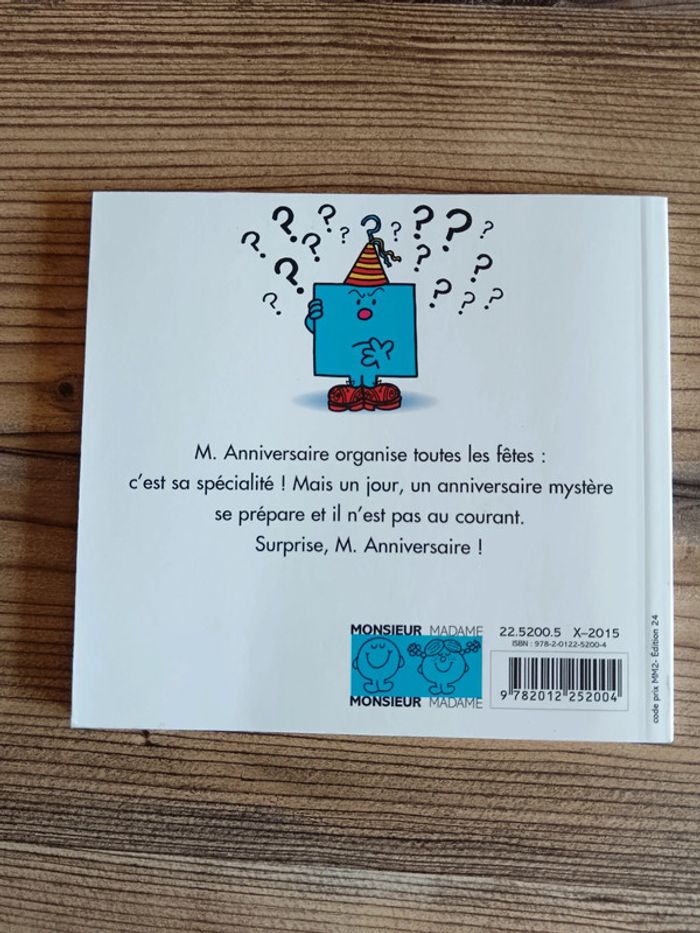 ? ? ? ? ? ? ? ? ? ? ? ? ? ? ? ?
M. Anniversaire organise toutes les fêtes :
c'est sa spécialité ! Mais un jour, un anniversaire mystère
se prépare et il n'est pas au courant.
Surprise, M. Anniversaire !
MONSIEUR MADAME
MONSIEUR MADAME
22.5200.5 X–2015
ISBN : 978-2-0122-5200-4
9 782012 252004
code prix MM2- Édition 24